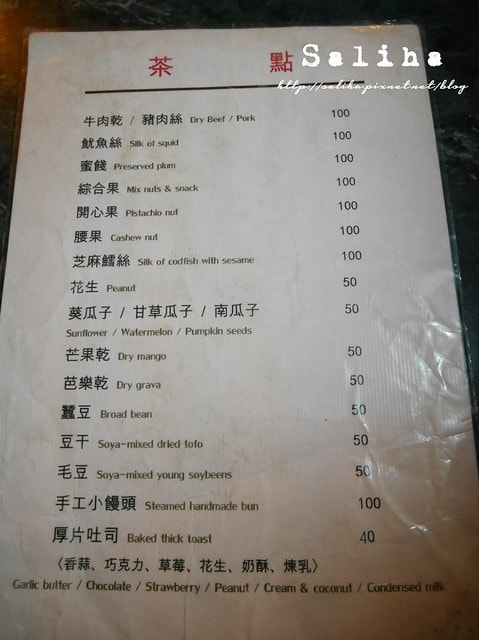 Saliha
http://saliha.pixnet.net/blog
茶 點
牛肉乾 / 豬肉絲 Dry Beef / Pork 100
魷魚絲 Silk of squid 100
蜜餞 Preserved plum 100
綜合果 Mix nuts & snack 100
開心果 Pistachio nut 100
腰果 Cashew nut 100
芝麻鱈絲 Silk of codfish with sesame 100
花生 Peanut 50
葵瓜子 / 甘草瓜子 / 南瓜子 50
Sunflower / Watermelon / Pumpkin seeds
芒果乾 Dry mango 50
芭樂乾 Dry grava 50
蠶豆 Broad bean 50
豆干 Soya-mixed dried tofo 50
毛豆 Soya-mixed young soybeens 50
手工小饅頭 Steamed handmade bun 100
厚片吐司 Baked thick toast 40
〈香蒜、巧克力、草莓、花生、奶酥、煉乳〉
Garlic butter / Chocolate / Strawberry / Peanut / Cream & coconut / Condensed milk